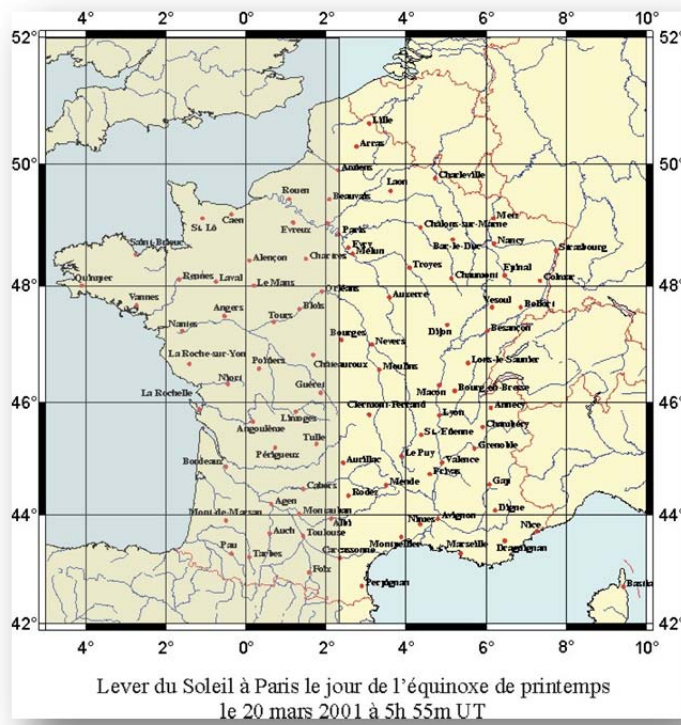 4° 2° 0° 2° 4° 6° 8° 10°
52° 52°
Lille
Arras
50° 50°
Amiens
Charleville
Laon
Rouen
Beauvais
Caen
St. Lô
Evreux
Paris
Châlons-sur-Marne
Metz
Bar-le-Duc
Nancy
Strasbourg
Saint-Brieuc
Evry
Melun
Alençon
Chartres
Troyes
Chaumont
Epinal
Colmar
Quimper
48° 48°
Rennes
Laval
Le Mans
Orléans
Auxerre
Vesoul
Belfort
Vannes
Angers
Tours
Blois
Dijon
Besançon
Nantes
Bourges
Nevers
La Roche-sur-Yon
Poitiers
Châteauroux
Moulins
Lons-le-Saunier
Niort
Guéret
Macon
Bourg-en-Bresse
La Rochelle
46° 46°
Limoges
Clermont-Ferrand
Lyon
Annecy
Angoulême
Tulle
St-Etienne
Chambéry
Périgueux
Le Puy
Grenoble
Bordeaux
Aurillac
Valence
Privas
Cahors
Rodez
Mende
Gap
Agen
Montauban
Mont-de-Marsan
44° 44°
Albi
Nîmes
Avignon
Digne
Auch
Toulouse
Nice
Pau
Tarbes
Carcassonne
Montpellier
Marseille
Draguignan
Foix
Perpignan
Bastia
42° 42°
4° 2° 0° 2° 4° 6° 8° 10°
Lever du Soleil à Paris le jour de l'équinoxe de printemps
le 20 mars 2001 à 5h 55m UT